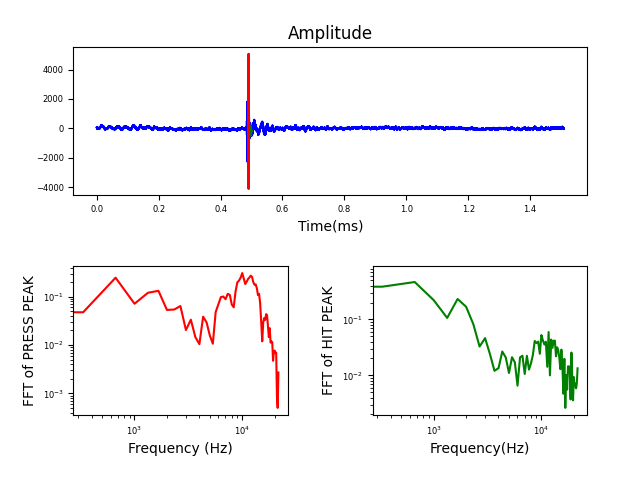 Amplitude
4000
2000
0
−2000
−4000
0.0 0.2 0.4 0.6 0.8 1.0 1.2 1.4
Time(ms)
FFT of PRESS PEAK
10⁻¹
10⁻²
10⁻³
10³ 10⁴
Frequency (Hz)
FFT of HIT PEAK
10⁻¹
10⁻²
10³ 10⁴
Frequency(Hz)